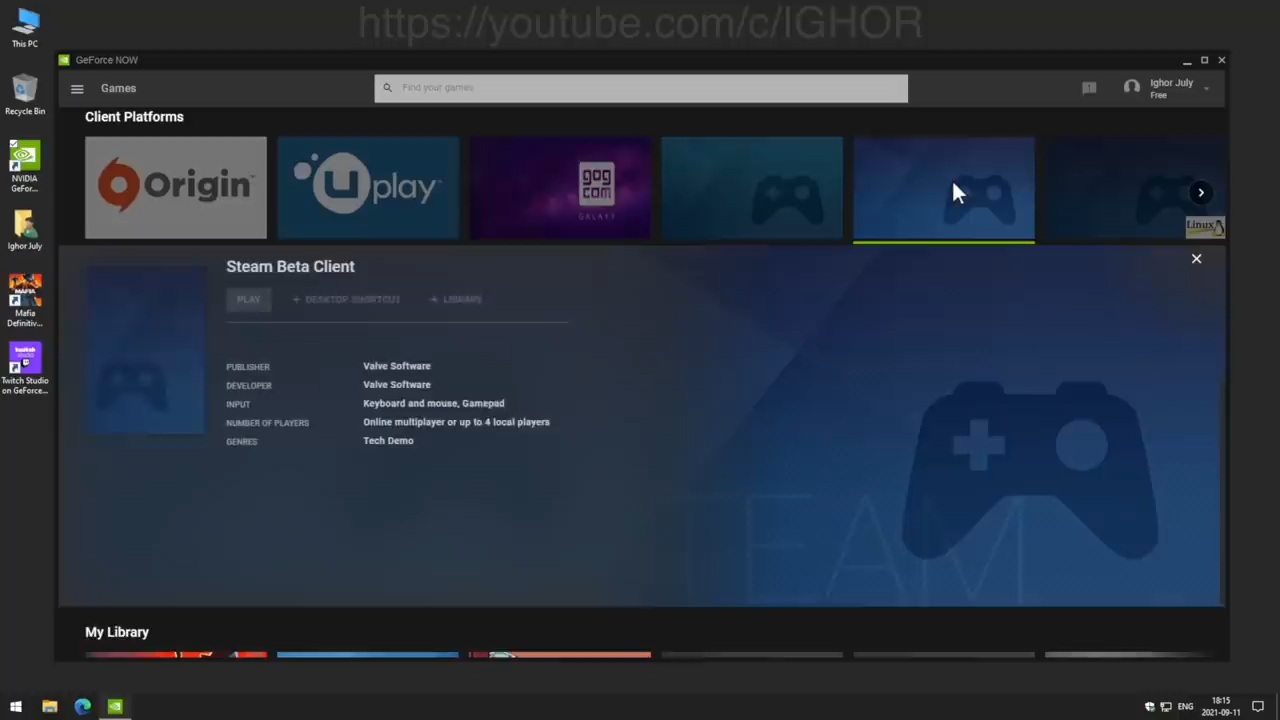 https://youtube.com/c/IGHOR
This PC
Recycle Bin
NVIDIA
GeFor...
Ighor July
Mafia
Definitiv...
Twitch Studio
on GeForce...
GeForce NOW
Games
Find your games
Ighor July
Free
Client Platforms
Origin
Uplay
gog
com
GALAXY
Linux
Steam Beta Client
PLAY
+ DESKTOP SHORTCUT
+ LIBRARY
PUBLISHER Valve Software
DEVELOPER Valve Software
INPUT Keyboard and mouse, Gamepad
NUMBER OF PLAYERS Online multiplayer or up to 4 local players
GENRES Tech Demo
TEAM
My Library
ENG
18:15
2021-09-11